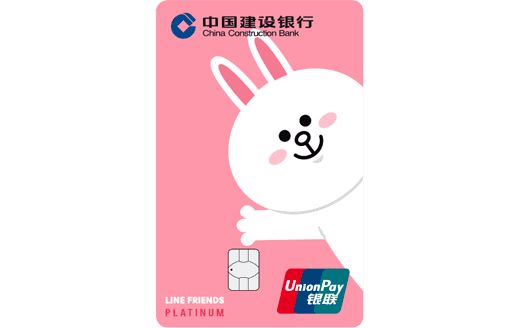 中国建设银行
China Construction Bank
LINE FRIENDS
PLATINUM
UnionPay
银联